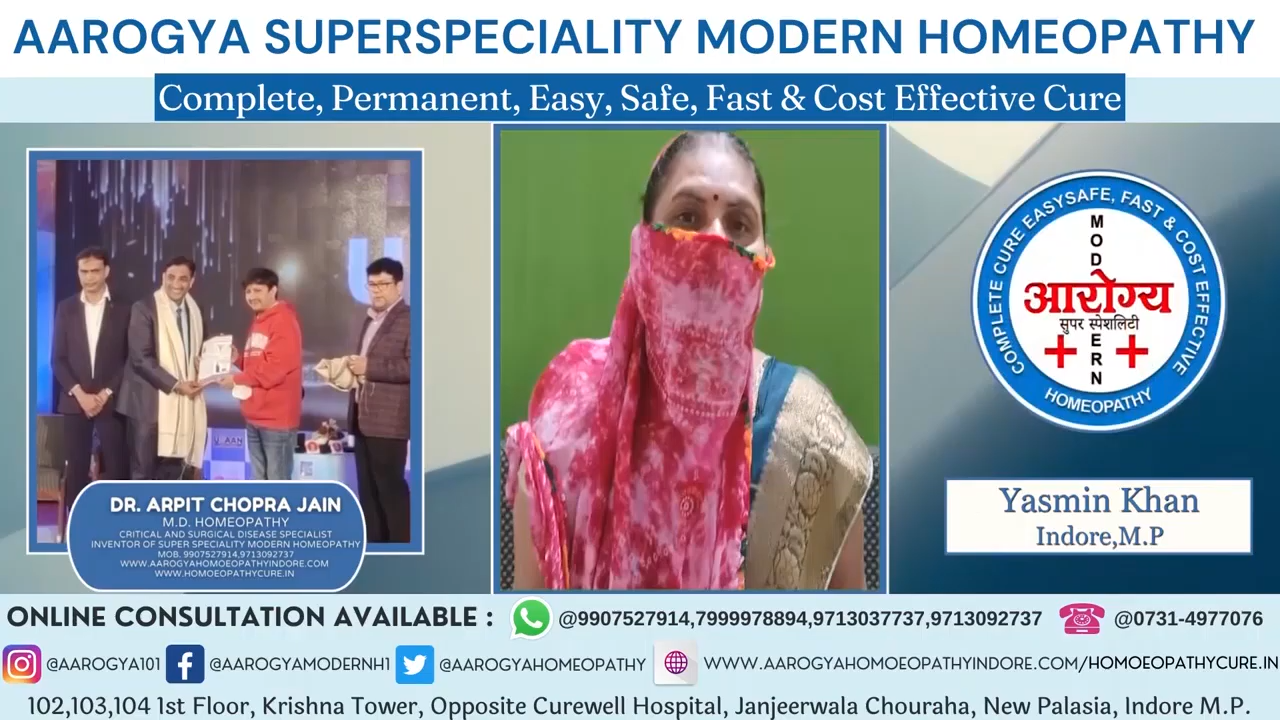 AAROGYA SUPERSPECIALITY MODERN HOMEOPATHY
Complete, Permanent, Easy, Safe, Fast & Cost Effective Cure
COMPLETE CURE EASYSAFE, FAST & COST EFFECTIVE
MODERN
आरोग्य
सुपर स्पेशलिटी
HOMEOPATHY
U AAN
DR. ARPIT CHOPRA JAIN
M.D. HOMEOPATHY
CRITICAL AND SURGICAL DISEASE SPECIALIST
INVENTOR OF SUPER SPECIALITY MODERN HOMEOPATHY
MOB. 9907527914,9713092737
WWW.AAROGYAHOMOEOPATHYINDORE.COM
WWW.HOMOEOPATHYCURE.IN
Yasmin Khan
Indore,M.P
ONLINE CONSULTATION AVAILABLE : @9907527914,7999978894,9713037737,9713092737 @0731-4977076
@AAROGYA101 @AAROGYAMODERNH1 @AAROGYAHOMEOPATHY WWW.AAROGYAHOMOEOPATHYINDORE.COM/HOMOEOPATHYCURE.IN
102,103,104 1st Floor, Krishna Tower, Opposite Curewell Hospital, Janjeerwala Chouraha, New Palasia, Indore M.P.